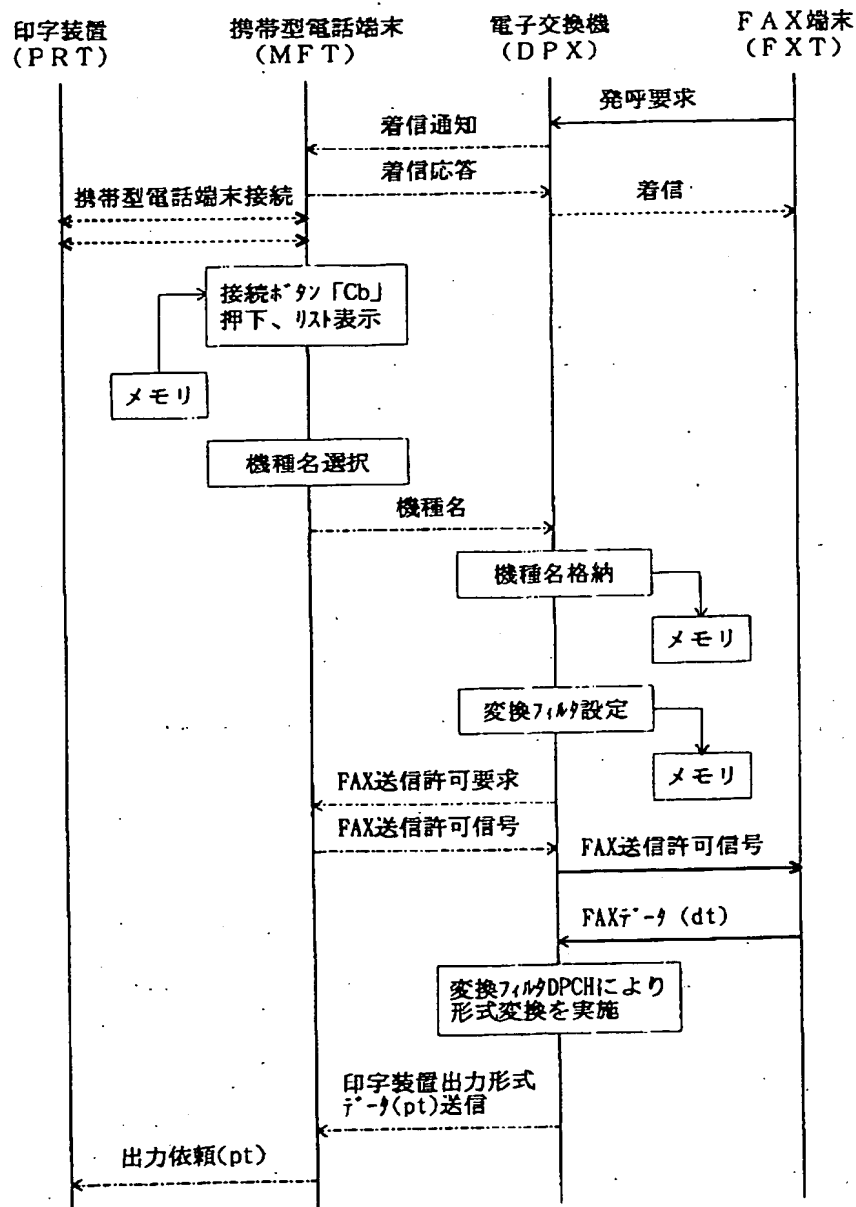 印字装置
(PRT)
携帯型電話端末
(MFT)
電子交換機
(DPX)
FAX端末
(FXT)
発呼要求
着信通知
着信応答
着信
携帯型電話端末接続
接続ボタン「Cb」
押下、リスト表示
メモリ
機種名選択
機種名
機種名格納
メモリ
変換フィルタ設定
メモリ
FAX送信許可要求
FAX送信許可信号
FAX送信許可信号
FAXデータ(dt)
変換フィルタDPCHにより
形式変換を実施
印字装置出力形式
データ(pt)送信
出力依頼(pt)